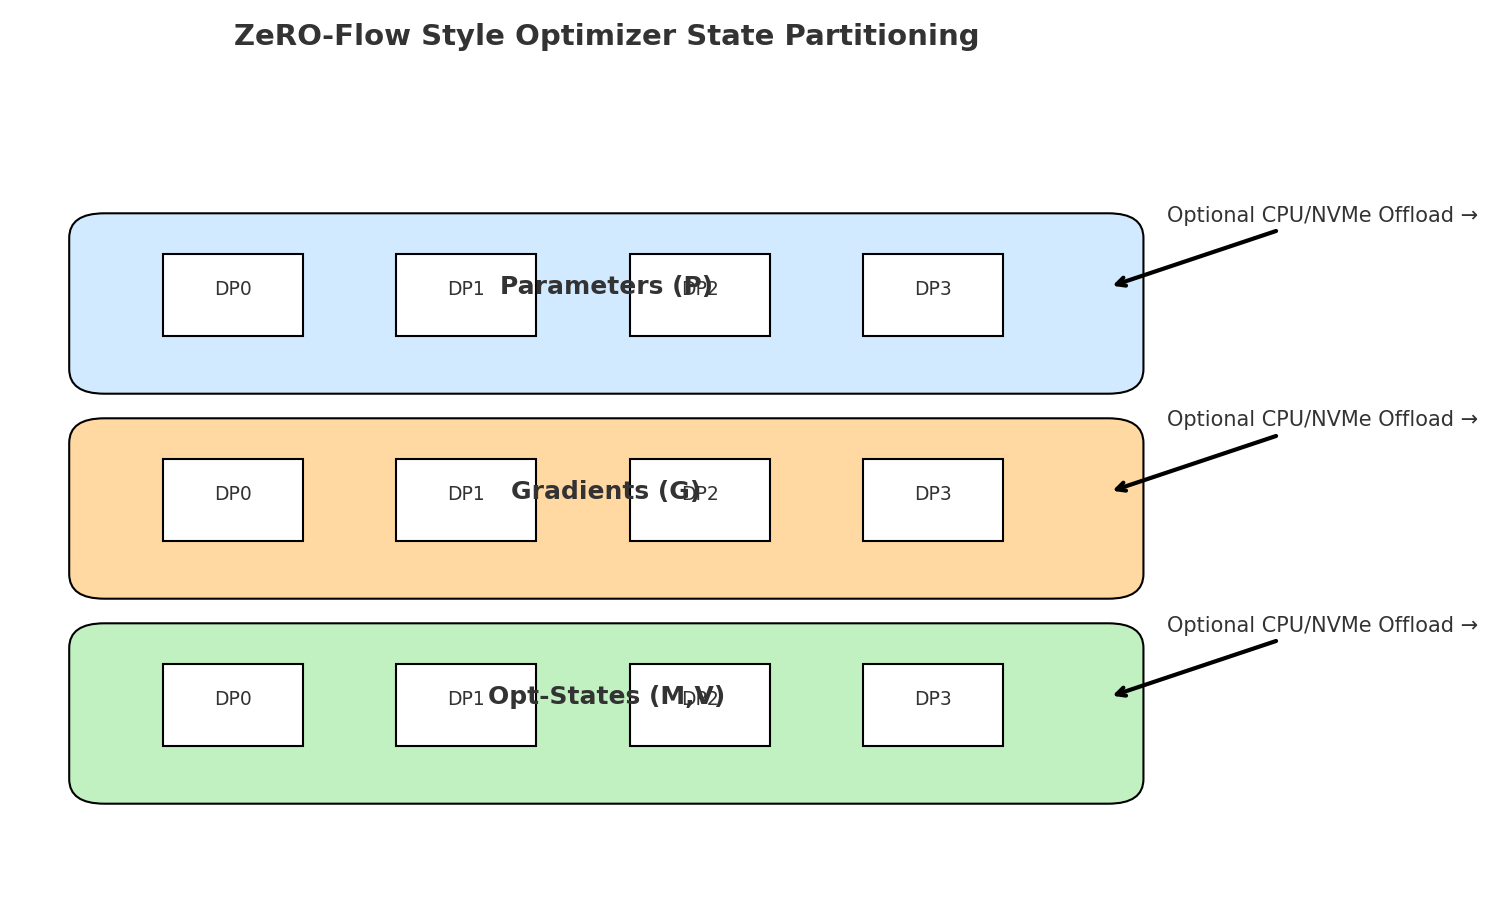 ZeRO-Flow Style Optimizer State Partitioning
Optional CPU/NVMe Offload →
Parameters (P)
DP0
DP1
DP2
DP3
Optional CPU/NVMe Offload →
Gradients (G)
DP0
DP1
DP2
DP3
Optional CPU/NVMe Offload →
Opt-States (M,V)
DP0
DP1
DP2
DP3